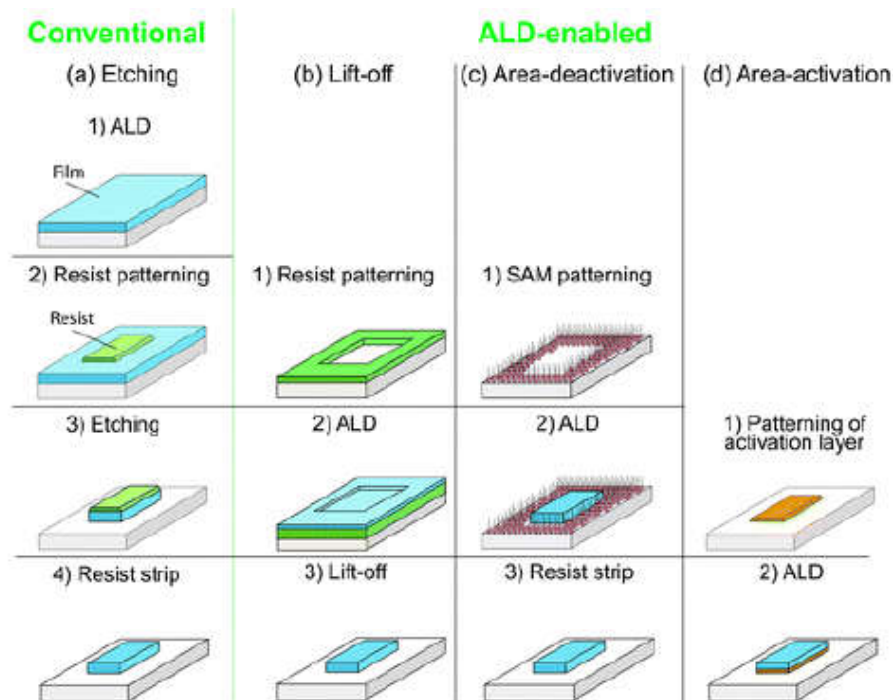 Conventional
ALD-enabled
(a) Etching
(b) Lift-off
(c) Area-deactivation
(d) Area-activation
1) ALD
Film
2) Resist patterning
1) Resist patterning
1) SAM patterning
Resist
3) Etching
2) ALD
2) ALD
1) Patterning of
activation layer
4) Resist strip
3) Lift-off
3) Resist strip
2) ALD